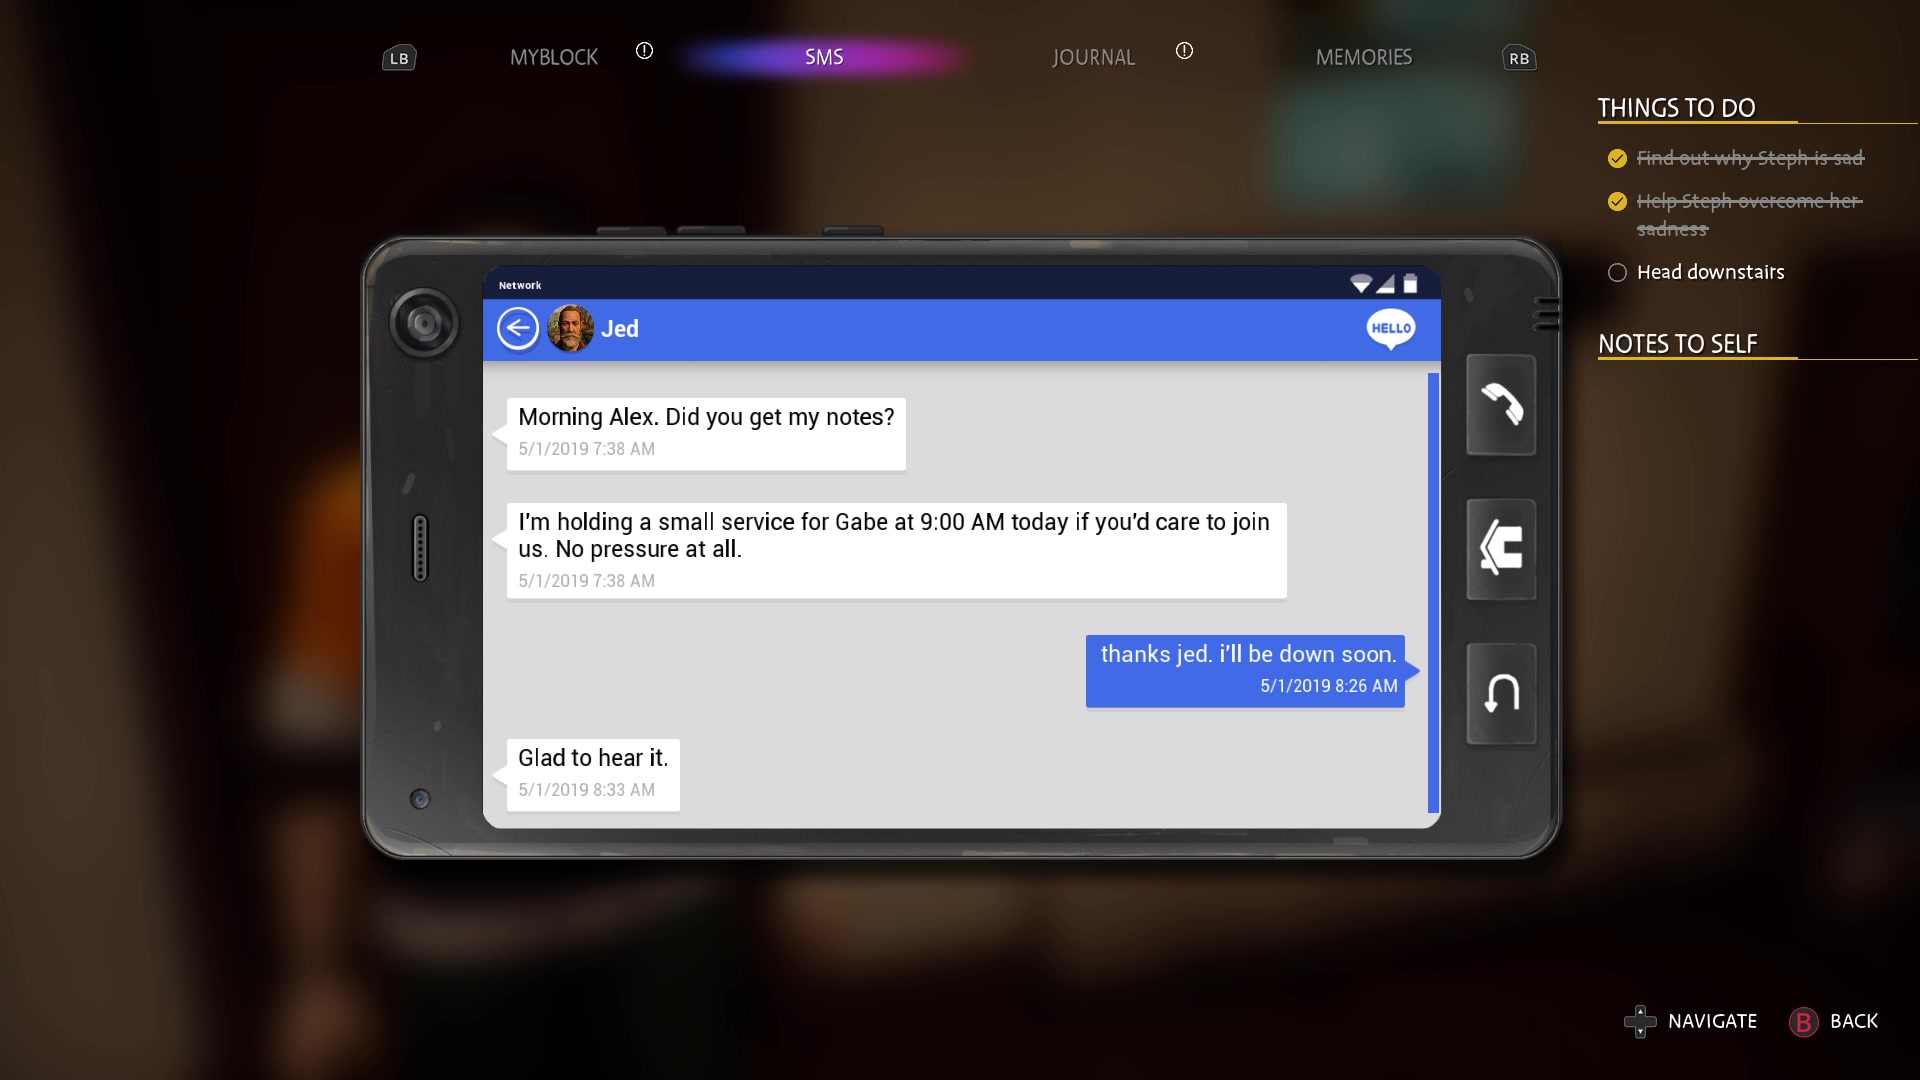 LB
MYBLOCK
SMS
JOURNAL
MEMORIES
RB
THINGS TO DO
Find out why Steph is sad
Help Steph overcome her
sadness
Head downstairs
NOTES TO SELF
Network
Jed
HELLO
Morning Alex. Did you get my notes?
5/1/2019 7:38 AM
I'm holding a small service for Gabe at 9:00 AM today if you'd care to join
us. No pressure at all.
5/1/2019 7:38 AM
thanks jed. i'll be down soon.
5/1/2019 8:26 AM
Glad to hear it.
5/1/2019 8:33 AM
NAVIGATE
B BACK